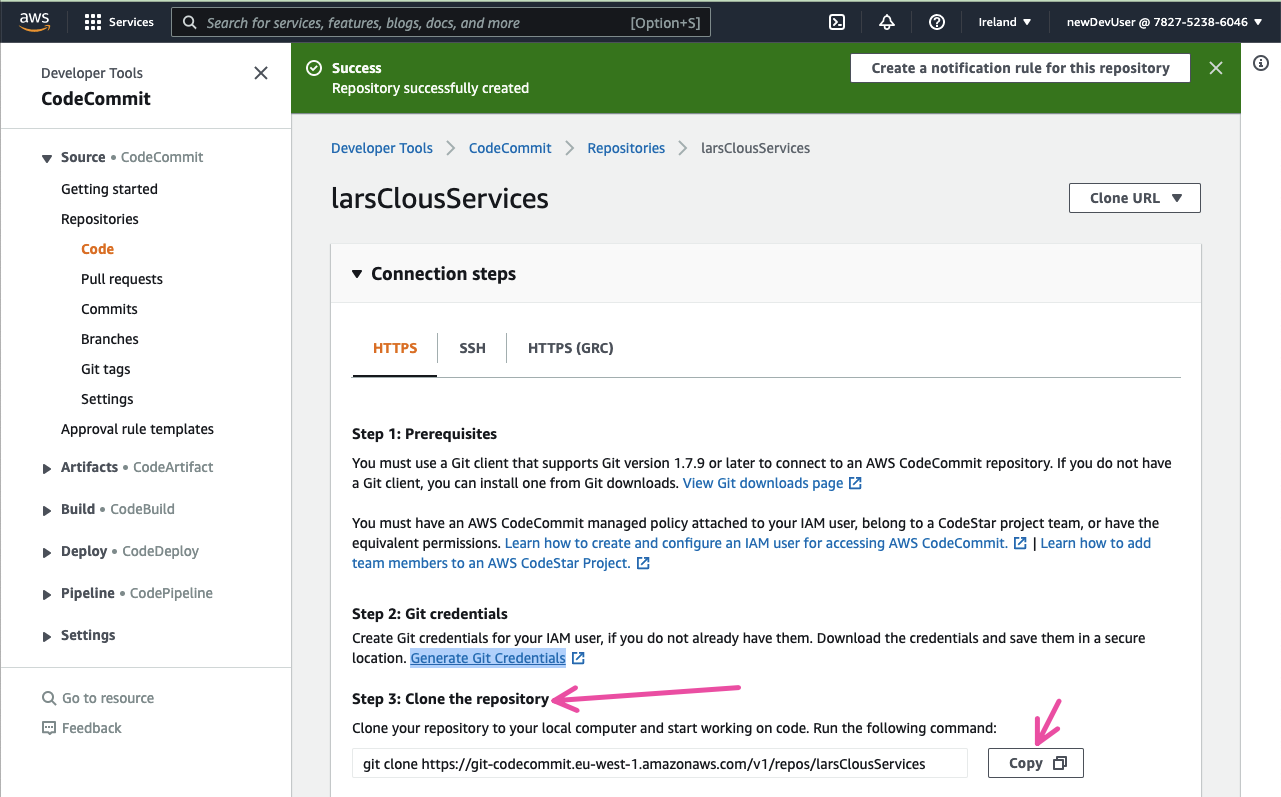 aws
Services
Search for services, features, blogs, docs, and more
[Option+S]
Ireland ▼
newDevUser @ 7827-5238-6046 ▼
Developer Tools
CodeCommit
Source • CodeCommit
Getting started
Repositories
Code
Pull requests
Commits
Branches
Git tags
Settings
Approval rule templates
Artifacts • CodeArtifact
Build • CodeBuild
Deploy • CodeDeploy
Pipeline • CodePipeline
Settings
Go to resource
Feedback
Success
Repository successfully created
Create a notification rule for this repository
Developer Tools > CodeCommit > Repositories > larsClousServices
larsClousServices
Clone URL ▼
Connection steps
HTTPS
SSH
HTTPS (GRC)
Step 1: Prerequisites
You must use a Git client that supports Git version 1.7.9 or later to connect to an AWS CodeCommit repository. If you do not have
a Git client, you can install one from Git downloads. View Git downloads page
You must have an AWS CodeCommit managed policy attached to your IAM user, belong to a CodeStar project team, or have the
equivalent permissions. Learn how to create and configure an IAM user for accessing AWS CodeCommit. | Learn how to add
team members to an AWS CodeStar Project.
Step 2: Git credentials
Create Git credentials for your IAM user, if you do not already have them. Download the credentials and save them in a secure
location. Generate Git Credentials
Step 3: Clone the repository
Clone your repository to your local computer and start working on code. Run the following command:
git clone https://git-codecommit.eu-west-1.amazonaws.com/v1/repos/larsClousServices
Copy